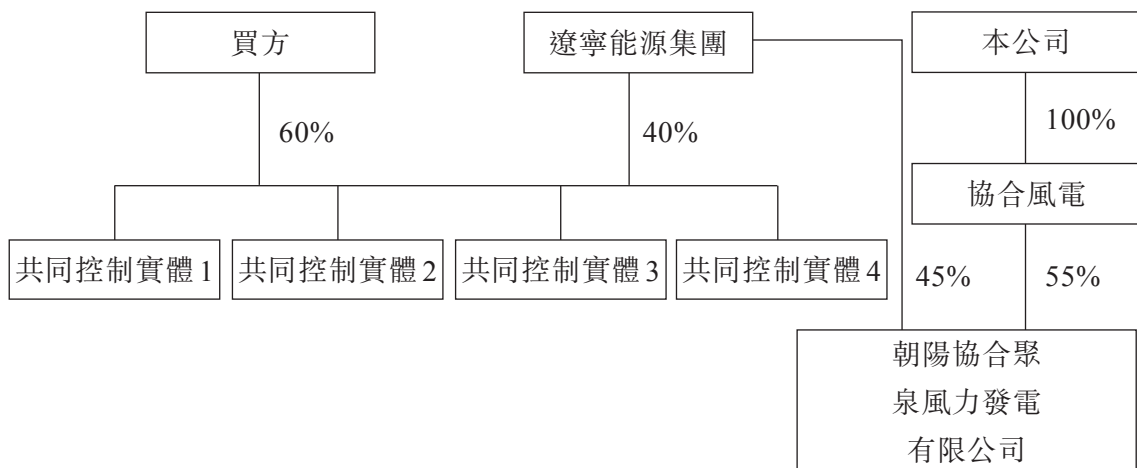 買方
遼寧能源集團
本公司
60%
40%
100%
協合風電
共同控制實體1
共同控制實體2
共同控制實體3
共同控制實體4
45%
55%
朝陽協合聚
泉風力發電
有限公司